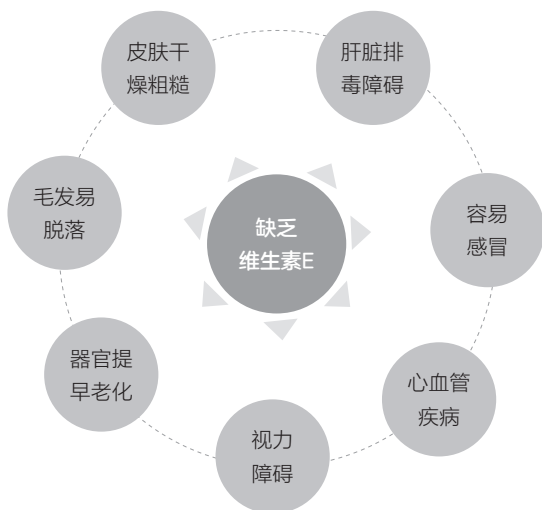 皮肤干
燥粗糙
肝脏排
毒障碍
毛发易
脱落
缺乏
维生素E
容易
感冒
器官提
早老化
心血管
疾病
视力
障碍